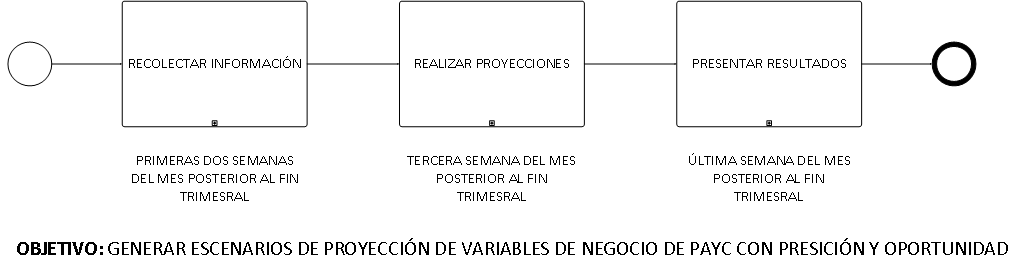 RECOLECTAR INFORMACIÓN
REALIZAR PROYECCIONES
PRESENTAR RESULTADOS
PRIMERAS DOS SEMANAS
DEL MES POSTERIOR AL FIN
TRIMESRAL
TERCERA SEMANA DEL MES
POSTERIOR AL FIN
TRIMESRAL
ÚLTIMA SEMANA DEL MES
POSTERIOR AL FIN
TRIMESRAL
OBJETIVO: GENERAR ESCENARIOS DE PROYECCIÓN DE VARIABLES DE NEGOCIO DE PAYC CON PRESICIÓN Y OPORTUNIDAD